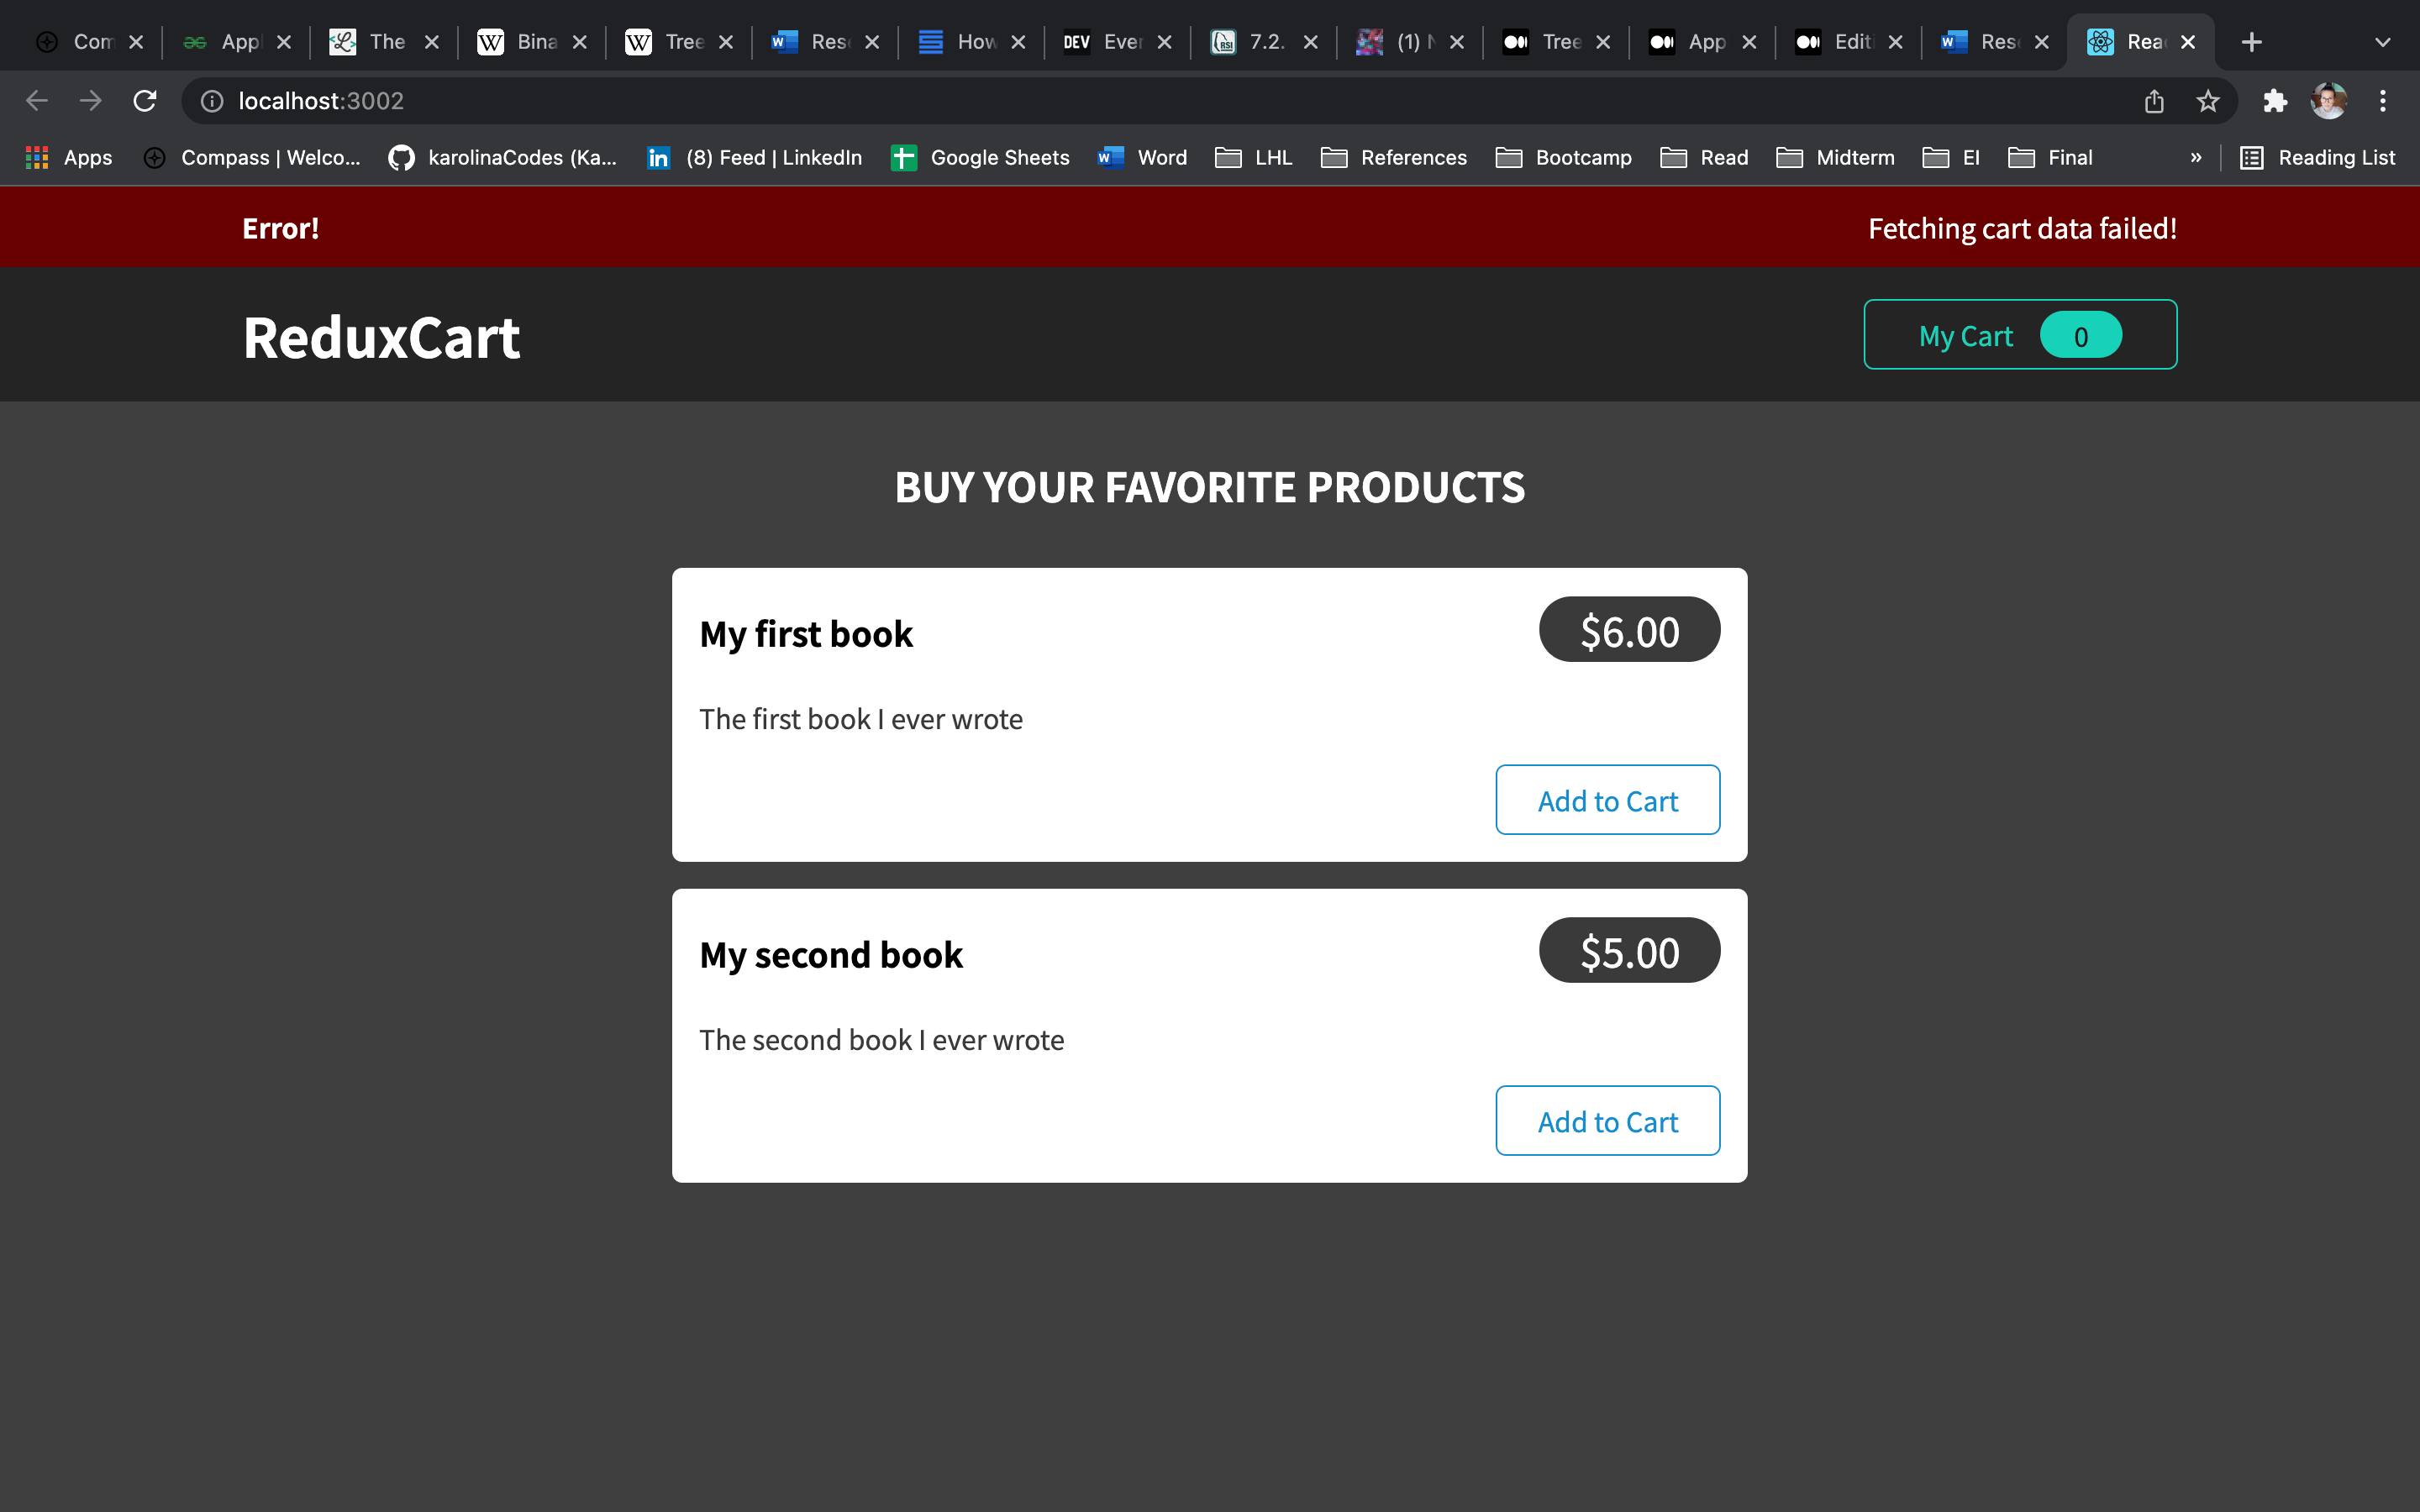 Com App The Bina Tree Res How DEV Ever 7.2. (1) Tree App Edit Res Rea
localhost:3002
Apps Compass | Welco... karolinaCodes (Ka... (8) Feed | LinkedIn Google Sheets Word LHL References Bootcamp Read Midterm EI Final » Reading List
Error! Fetching cart data failed!
ReduxCart My Cart 0
BUY YOUR FAVORITE PRODUCTS
My first book $6.00
The first book I ever wrote
Add to Cart
My second book $5.00
The second book I ever wrote
Add to Cart